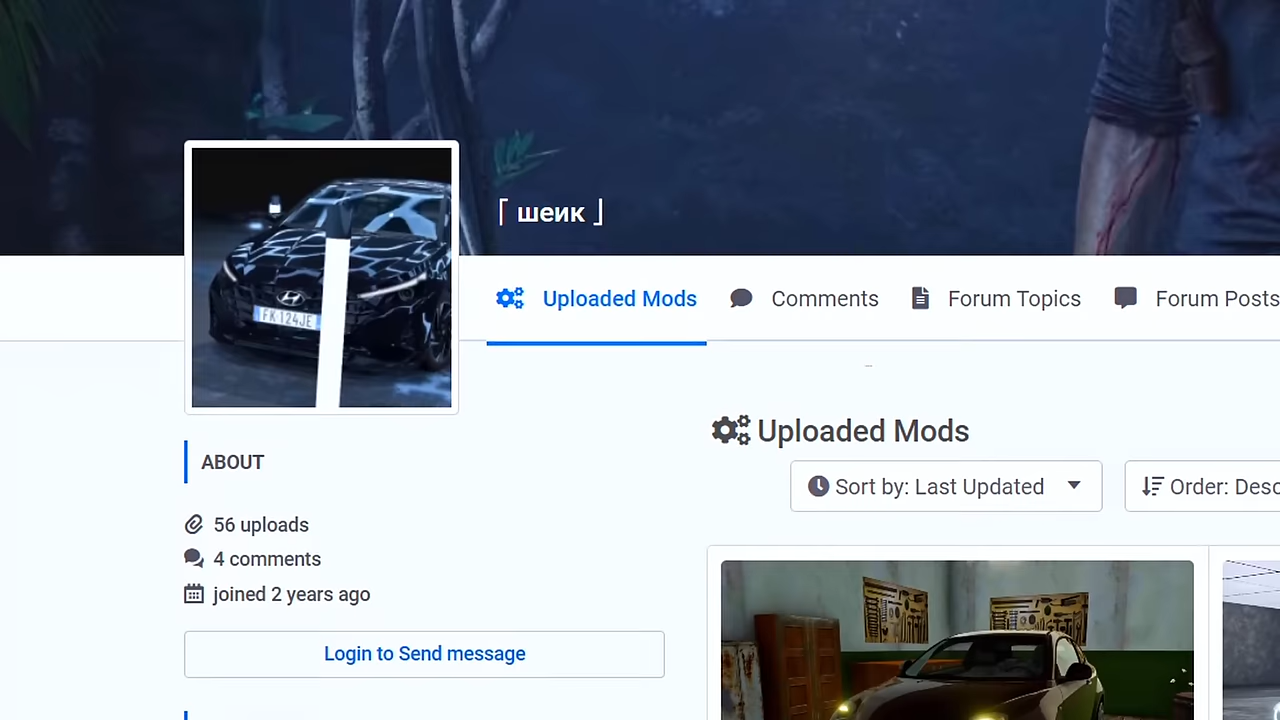 「 шеик 」
FK 124JE
Uploaded Mods
Comments
Forum Topics
Forum Posts
ABOUT
56 uploads
4 comments
joined 2 years ago
Login to Send message
Uploaded Mods
Sort by: Last Updated
Order: Desc